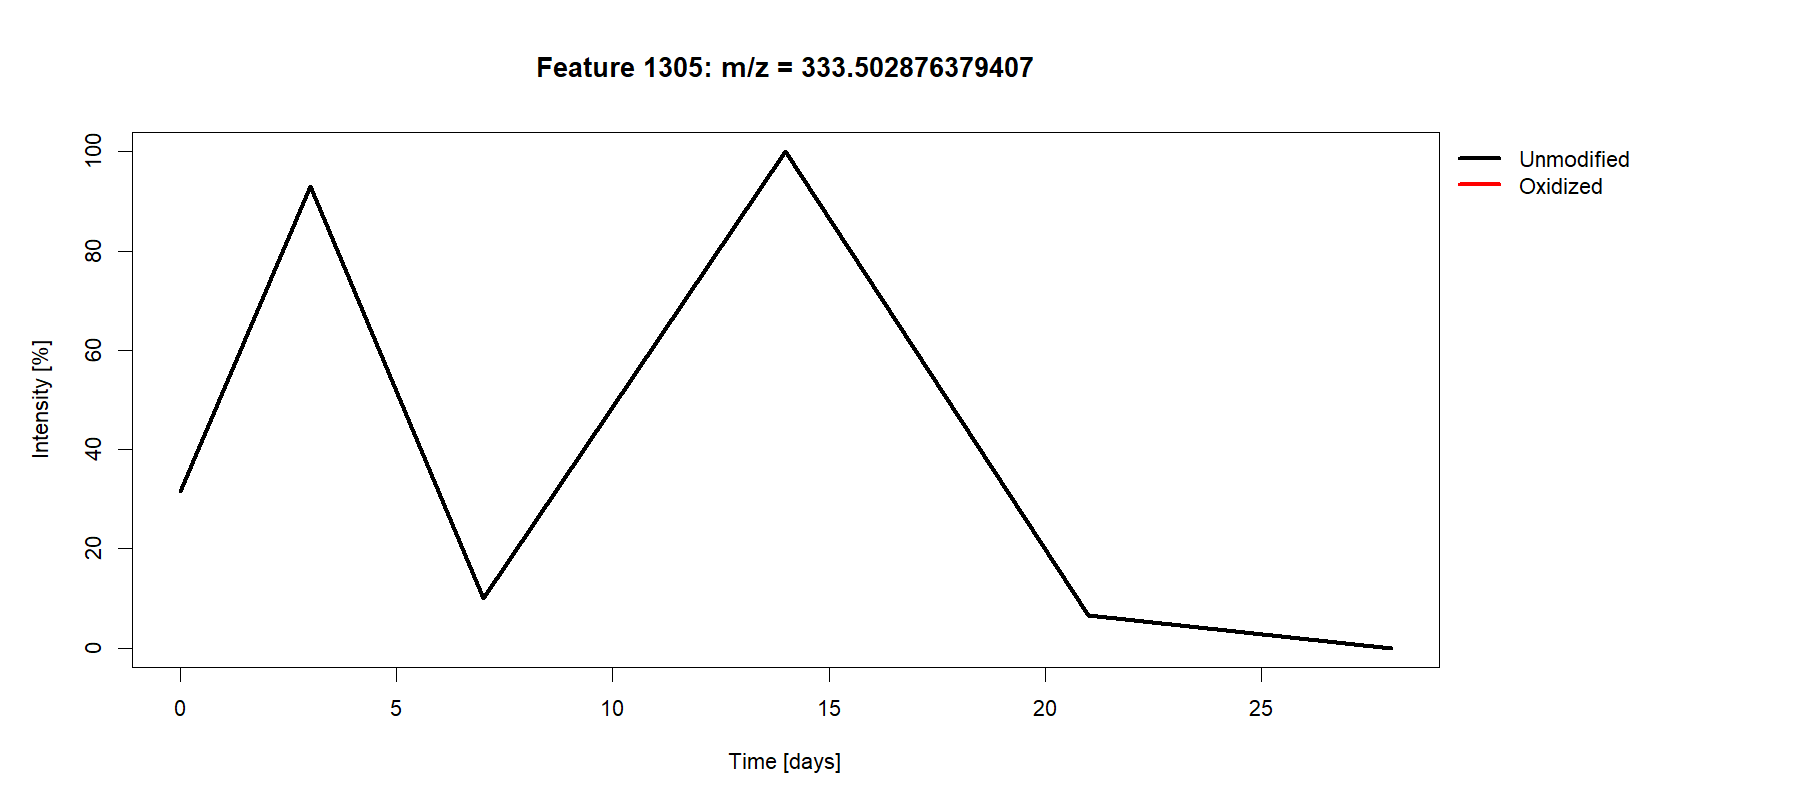 Feature 1305: m/z = 333.502876379407
Unmodified
Oxidized
Intensity [%]
100
80
60
40
20
0
0 5 10 15 20 25
Time [days]